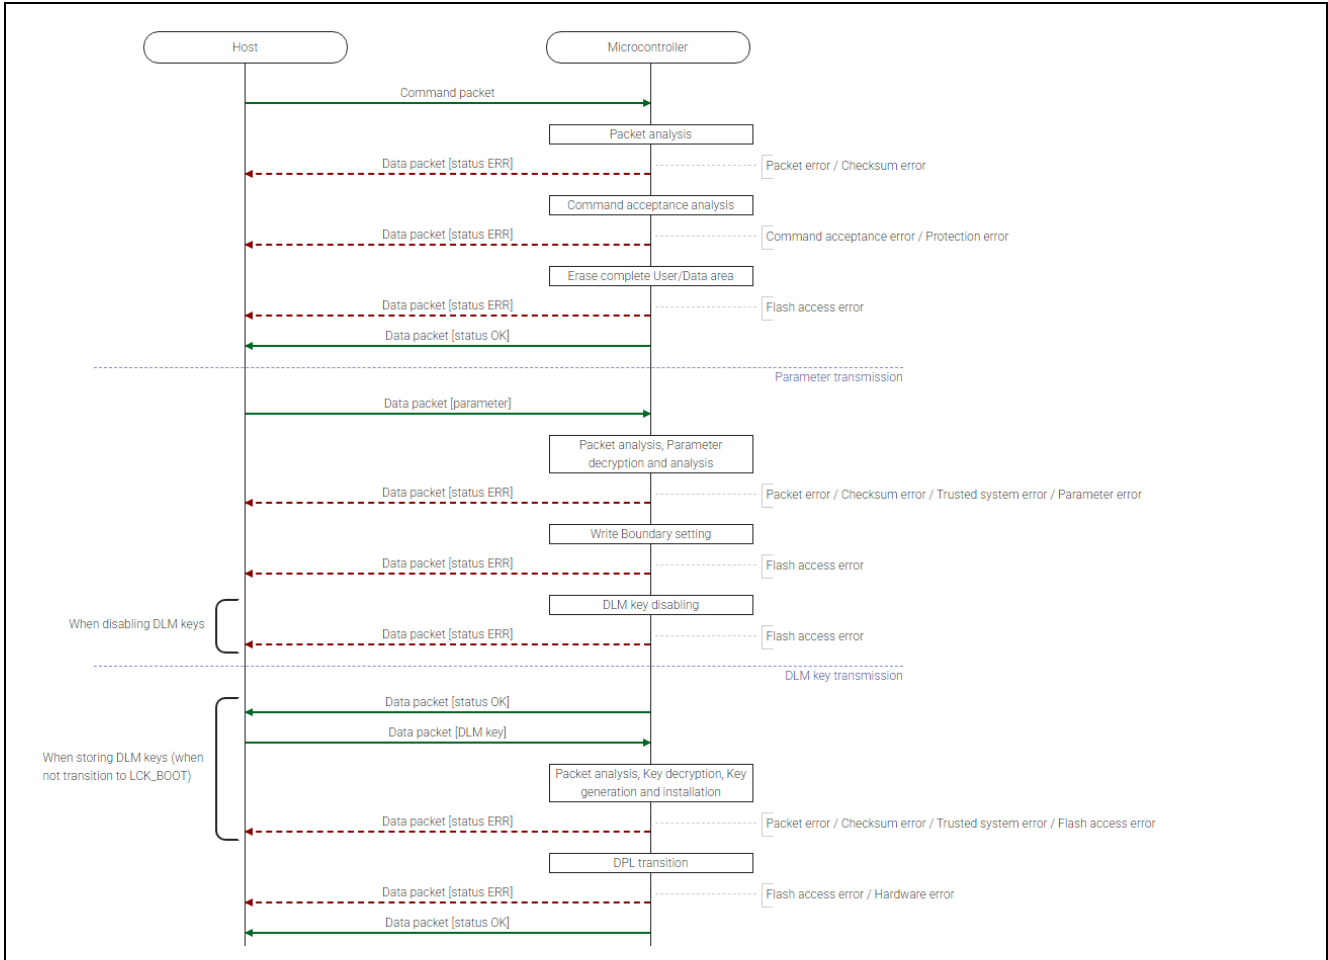 Host
Microcontroller
Command packet
Packet analysis
Data packet [status ERR]
Packet error / Checksum error
Command acceptance analysis
Data packet [status ERR]
Command acceptance error / Protection error
Erase complete User/Data area
Data packet [status ERR]
Flash access error
Data packet [status OK]
Parameter transmission
Data packet [parameter]
Packet analysis, Parameter
decryption and analysis
Data packet [status ERR]
Packet error / Checksum error / Trusted system error / Parameter error
Write Boundary setting
Data packet [status ERR]
Flash access error
When disabling DLM keys
DLM key disabling
Data packet [status ERR]
Flash access error
DLM key transmission
Data packet [status OK]
Data packet [DLM key]
When storing DLM keys (when
not transition to LCK_BOOT)
Packet analysis, Key decryption, Key
generation and installation
Data packet [status ERR]
Packet error / Checksum error / Trusted system error / Flash access error
DPL transition
Data packet [status ERR]
Flash access error / Hardware error
Data packet [status OK]